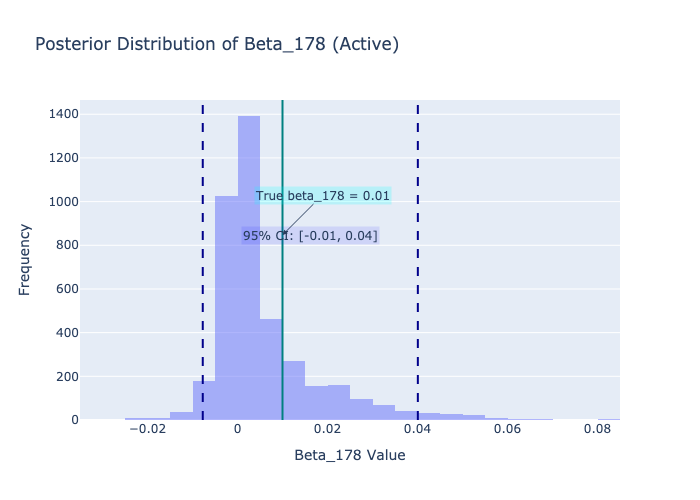 Posterior Distribution of Beta_178 (Active)
1400
1200
1000
800
600
400
200
0
Frequency
True beta_178 = 0.01
95% CI: [-0.01, 0.04]
−0.02
0
0.02
0.04
0.06
0.08
Beta_178 Value